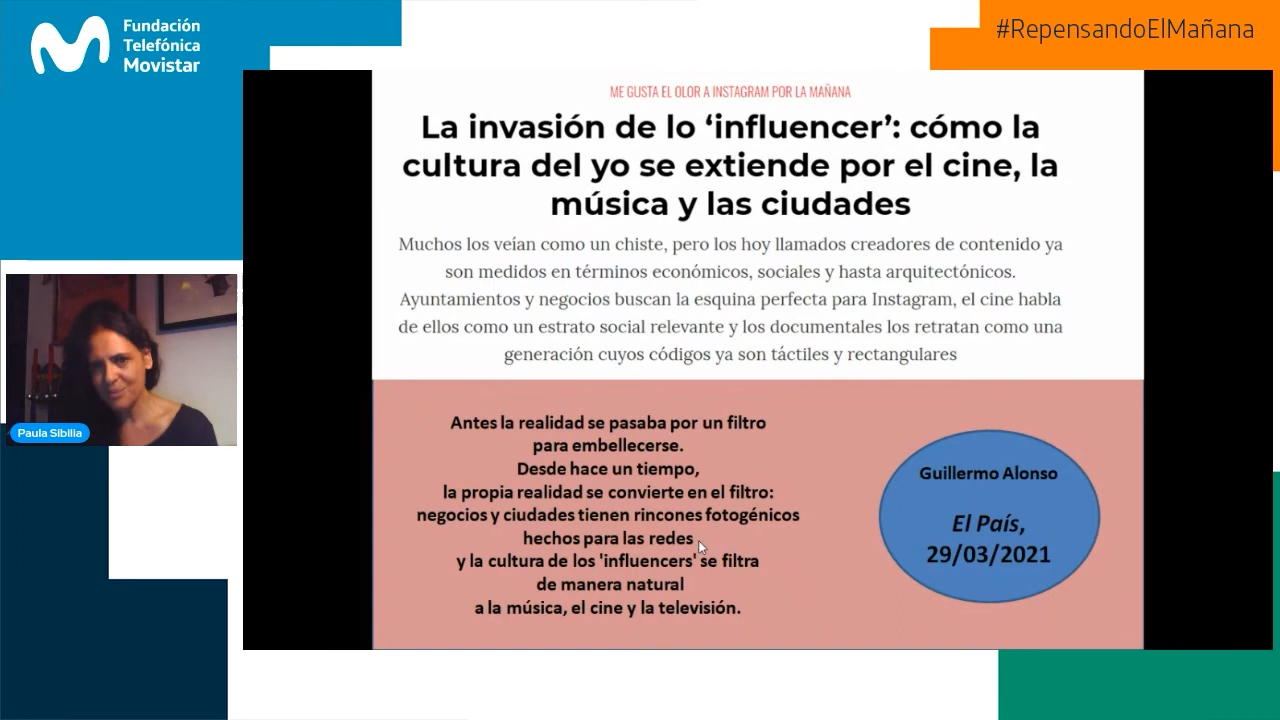 Fundación
Telefónica
Movistar
#RepensandoElMañana
ME GUSTA EL OLOR A INSTAGRAM POR LA MAÑANA
La invasión de lo ‘influencer’: cómo la
cultura del yo se extiende por el cine, la
música y las ciudades
Muchos los veían como un chiste, pero los hoy llamados creadores de contenido ya
son medidos en términos económicos, sociales y hasta arquitectónicos.
Ayuntamientos y negocios buscan la esquina perfecta para Instagram, el cine habla
de ellos como un estrato social relevante y los documentales los retratan como una
generación cuyos códigos ya son táctiles y rectangulares
Antes la realidad se pasaba por un filtro
para embellecerse.
Desde hace un tiempo,
la propia realidad se convierte en el filtro:
negocios y ciudades tienen rincones fotogénicos
hechos para las redes
y la cultura de los 'influencers' se filtra
de manera natural
a la música, el cine y la televisión.
Guillermo Alonso
El País,
29/03/2021
Paula Sibilia